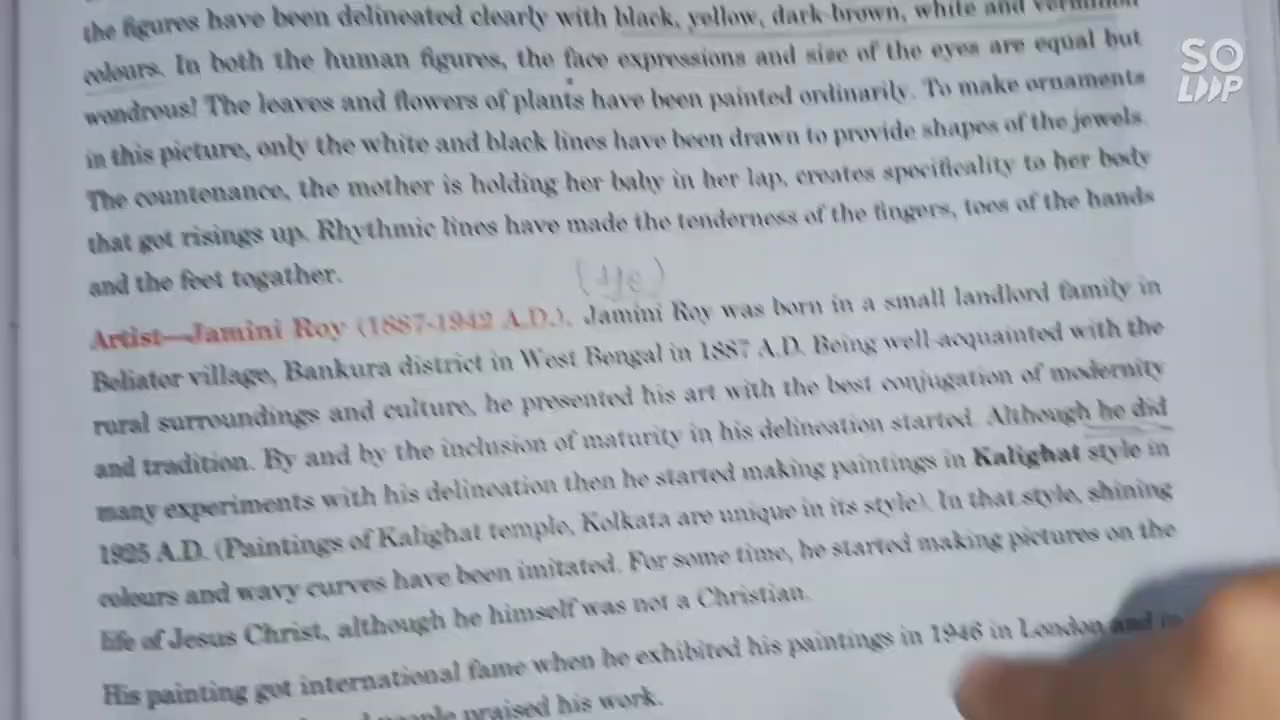 the figures have been delineated clearly with black, yellow, dark-brown, white and vermilion
colours. In both the human figures, the face expressions and size of the eyes are equal but
wondrous! The leaves and flowers of plants have been painted ordinarily. To make ornaments
in this picture, only the white and black lines have been drawn to provide shapes of the jewels.
The countenance, the mother is holding her baby in her lap, creates specificality to her body
that got risings up. Rhythmic lines have made the tenderness of the fingers, toes of the hands
and the feet togather.
Artist—Jamini Roy (1887-1942 A.D.). Jamini Roy was born in a small landlord family in
Beliator village, Bankura district in West Bengal in 1887 A.D. Being well-acquainted with the
rural surroundings and culture, he presented his art with the best conjugation of modernity
and tradition. By and by the inclusion of maturity in his delineation started. Although he did
many experiments with his delineation then he started making paintings in Kalighat style in
1925 A.D. (Paintings of Kalighat temple, Kolkata are unique in its style). In that style, shining
colours and wavy curves have been imitated. For some time, he started making pictures on the
life of Jesus Christ, although he himself was not a Christian.
His painting got international fame when he exhibited his paintings in 1946 in London and in
people praised his work.
SO
LOOP